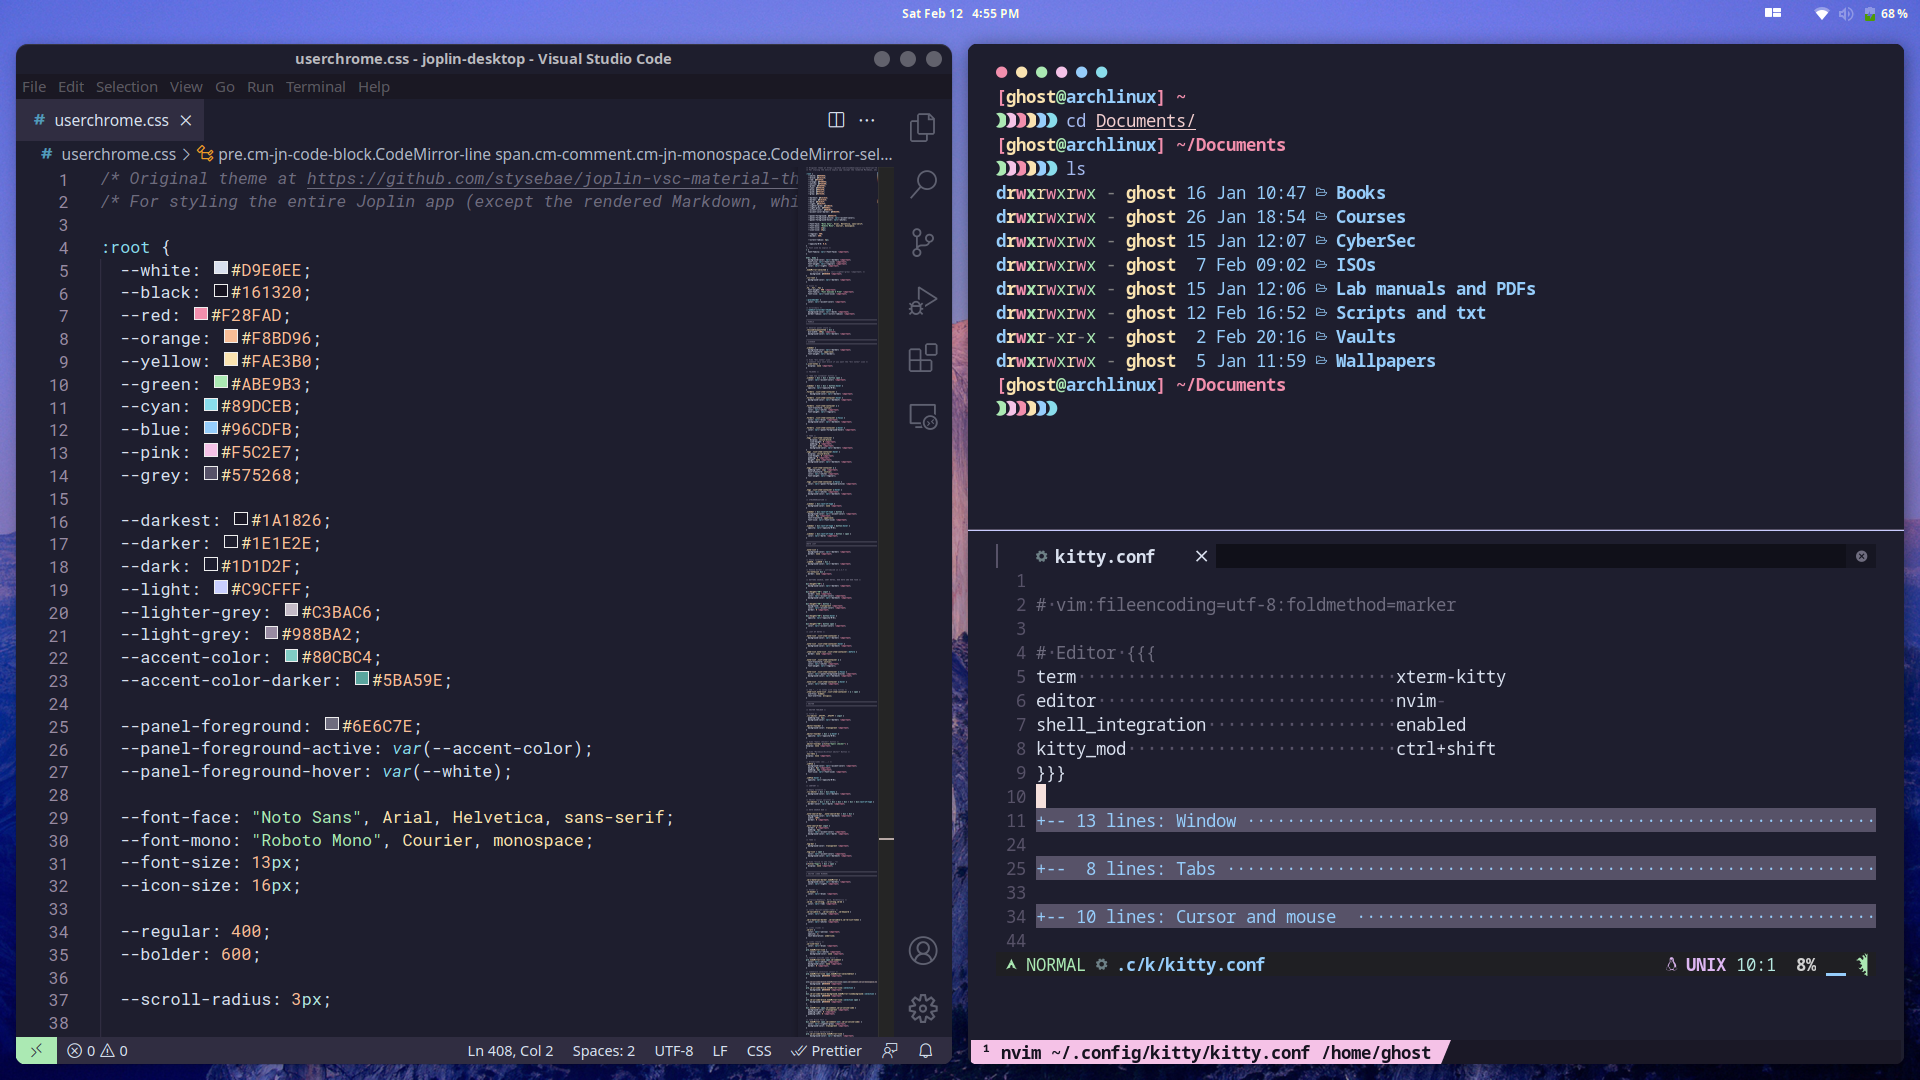 Sat Feb 12 4:55 PM
68 %
userchrome.css - joplin-desktop - Visual Studio Code
File Edit Selection View Go Run Terminal Help
# userchrome.css
# userchrome.css > pre.cm-jn-code-block.CodeMirror-line span.cm-comment.cm-jn-monospace.CodeMirror-sel...
1 /* Original theme at https://github.com/stysebae/joplin-vsc-material-th
2 /* For styling the entire Joplin app (except the rendered Markdown, whi
3
4 :root {
5 --white: #D9E0EE;
6 --black: #161320;
7 --red: #F28FAD;
8 --orange: #F8BD96;
9 --yellow: #FAE3B0;
10 --green: #ABE9B3;
11 --cyan: #89DCEB;
12 --blue: #96CDFB;
13 --pink: #F5C2E7;
14 --grey: #575268;
15
16 --darkest: #1A1826;
17 --darker: #1E1E2E;
18 --dark: #1D1D2F;
19 --light: #C9CFFF;
20 --lighter-grey: #C3BAC6;
21 --light-grey: #988BA2;
22 --accent-color: #80CBC4;
23 --accent-color-darker: #5BA59E;
24
25 --panel-foreground: #6E6C7E;
26 --panel-foreground-active: var(--accent-color);
27 --panel-foreground-hover: var(--white);
28
29 --font-face: "Noto Sans", Arial, Helvetica, sans-serif;
30 --font-mono: "Roboto Mono", Courier, monospace;
31 --font-size: 13px;
32 --icon-size: 16px;
33
34 --regular: 400;
35 --bolder: 600;
36
37 --scroll-radius: 3px;
38
0 0 Ln 408, Col 2 Spaces: 2 UTF-8 LF CSS Prettier
[ghost@archlinux] ~
cd Documents/
[ghost@archlinux] ~/Documents
ls
drwxrwxrwx - ghost 16 Jan 10:47 Books
drwxrwxrwx - ghost 26 Jan 18:54 Courses
drwxrwxrwx - ghost 15 Jan 12:07 CyberSec
drwxrwxrwx - ghost 7 Feb 09:02 ISOs
drwxrwxrwx - ghost 15 Jan 12:06 Lab manuals and PDFs
drwxrwxrwx - ghost 12 Feb 16:52 Scripts and txt
drwxr-xr-x - ghost 2 Feb 20:16 Vaults
drwxrwxrwx - ghost 5 Jan 11:59 Wallpapers
[ghost@archlinux] ~/Documents
kitty.conf
1
2 #·vim:fileencoding=utf-8:foldmethod=marker
3
4 #·Editor·{{{
5 term································xterm-kitty
6 editor······························nvim-
7 shell_integration···················enabled
8 kitty_mod···························ctrl+shift
9 }}}
10
11 +-- 13 lines: Window ·······························································
24
25 +-- 8 lines: Tabs ·································································
33
34 +-- 10 lines: Cursor and mouse ····················································
44
NORMAL .c/k/kitty.conf UNIX 10:1 8%
1 nvim ~/.config/kitty/kitty.conf /home/ghost